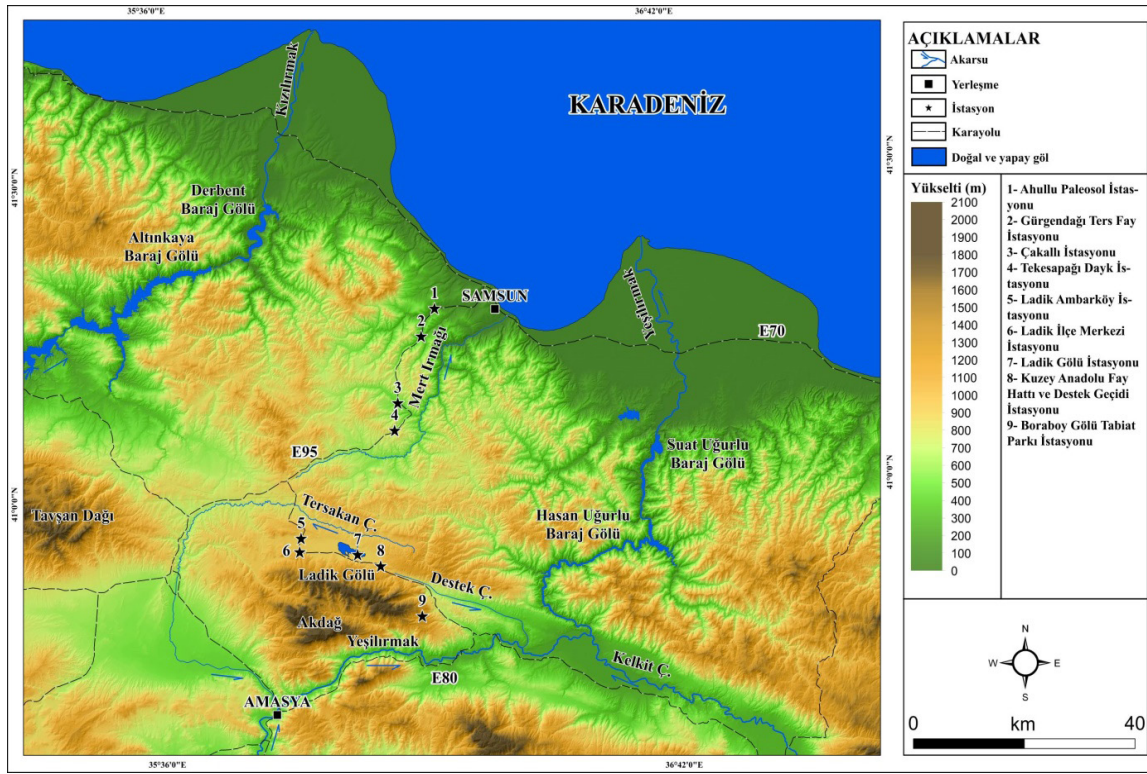 35°36'0"E
36°42'0"E
41°30'0"N
41°30'0"N
41°0'0"N
41°0'0"N
35°36'0"E
36°42'0"E
KARADENİZ
Kızılırmak
Derbent
Baraj Gölü
Altınkaya
Baraj Gölü
1
SAMSUN
2
Mert Irmağı
3
4
Yeşilırmak
E70
E95
Suat Uğurlu
Baraj Gölü
Tavşan Dağı
Tersakan Ç.
Hasan Uğurlu
Baraj Gölü
5
6
7
8
Ladik Gölü
Destek Ç.
9
Akdağ
Yeşilırmak
Kelkit Ç.
E80
AMASYA
AÇIKLAMALAR
Akarsu
Yerleşme
İstasyon
Karayolu
Doğal ve yapay göl
Yükselti (m)
2100
2000
1900
1800
1700
1600
1400
1300
1200
1100
1000
900
800
700
600
500
400
300
200
100
0
1- Ahullu Paleosol İstas-
yonu
2- Gürgendağı Ters Fay
İstasyonu
3- Çakallı İstasyonu
4- Tekesapağı Dayk İs-
tasyonu
5- Ladik Ambarköy İs-
tasyonu
6- Ladik İlçe Merkezi
İstasyonu
7- Ladik Gölü İstasyonu
8- Kuzey Anadolu Fay
Hattı ve Destek Geçidi
İstasyonu
9- Boraboy Gölü Tabiat
Parkı İstasyonu
N
W
E
S
0
km
40